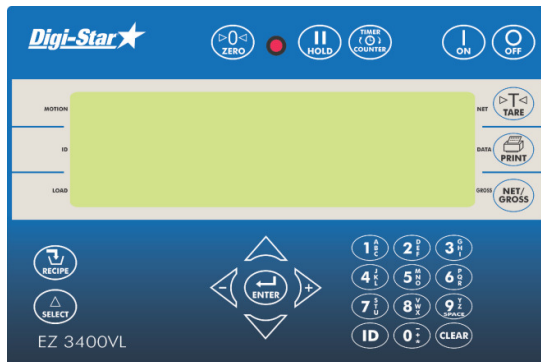 Digi-Star
▷0◁ ZERO
HOLD
TIMER COUNTER
ON
OFF
MOTION
NET
▷T◁ TARE
ID
DATA
PRINT
LOAD
GROSS
NET/ GROSS
RECIPE
SELECT
EZ 3400VL
- ENTER +
1 A B C
2 D E F
3 G H I
4 J K L
5 M N O
6 P Q R
7 S T U
8 V W X
9 Y Z SPACE
ID
0
CLEAR